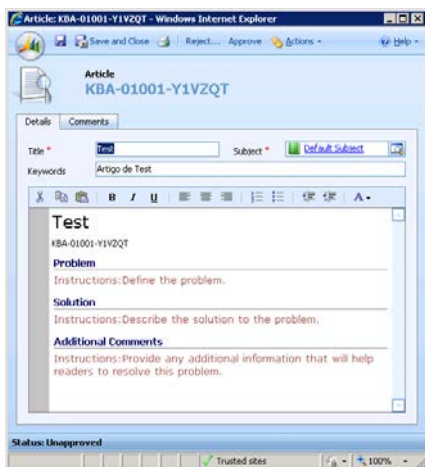 Article: KBA-01001-Y1VZQT - Windows Internet Explorer
Save and Close Reject... Approve Actions Help
Article
KBA-01001-Y1VZQT
Details Comments
Title * Test Subject * Default Subject
Keywords Artigo de Test
B I U A
Test
KBA-01001-Y1VZQT
Problem
Instructions:Define the problem.
Solution
Instructions:Describe the solution to the problem.
Additional Comments
Instructions:Provide any additional information that will help
readers to resolve this problem.
Status: Unapproved
Trusted sites 100%